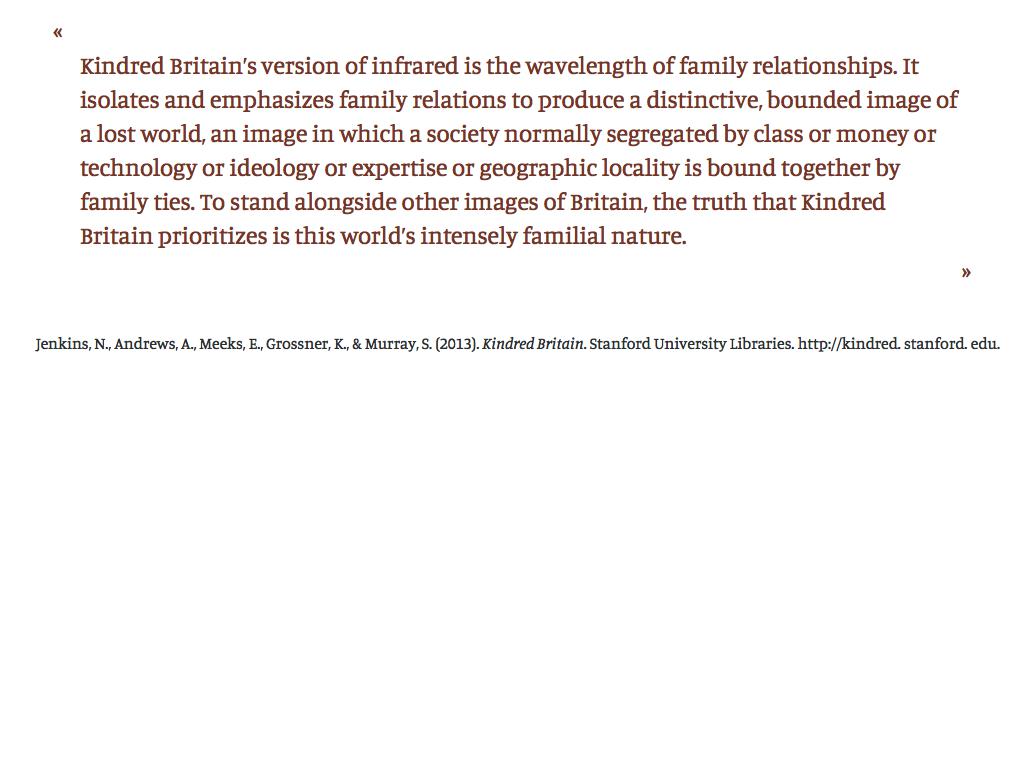 «
Kindred Britain's version of infrared is the wavelength of family relationships. It
isolates and emphasizes family relations to produce a distinctive, bounded image of
a lost world, an image in which a society normally segregated by class or money or
technology or ideology or expertise or geographic locality is bound together by
family ties. To stand alongside other images of Britain, the truth that Kindred
Britain prioritizes is this world's intensely familial nature.
»
Jenkins, N., Andrews, A., Meeks, E., Grossner, K., & Murray, S. (2013). Kindred Britain. Stanford University Libraries. http://kindred. stanford. edu.